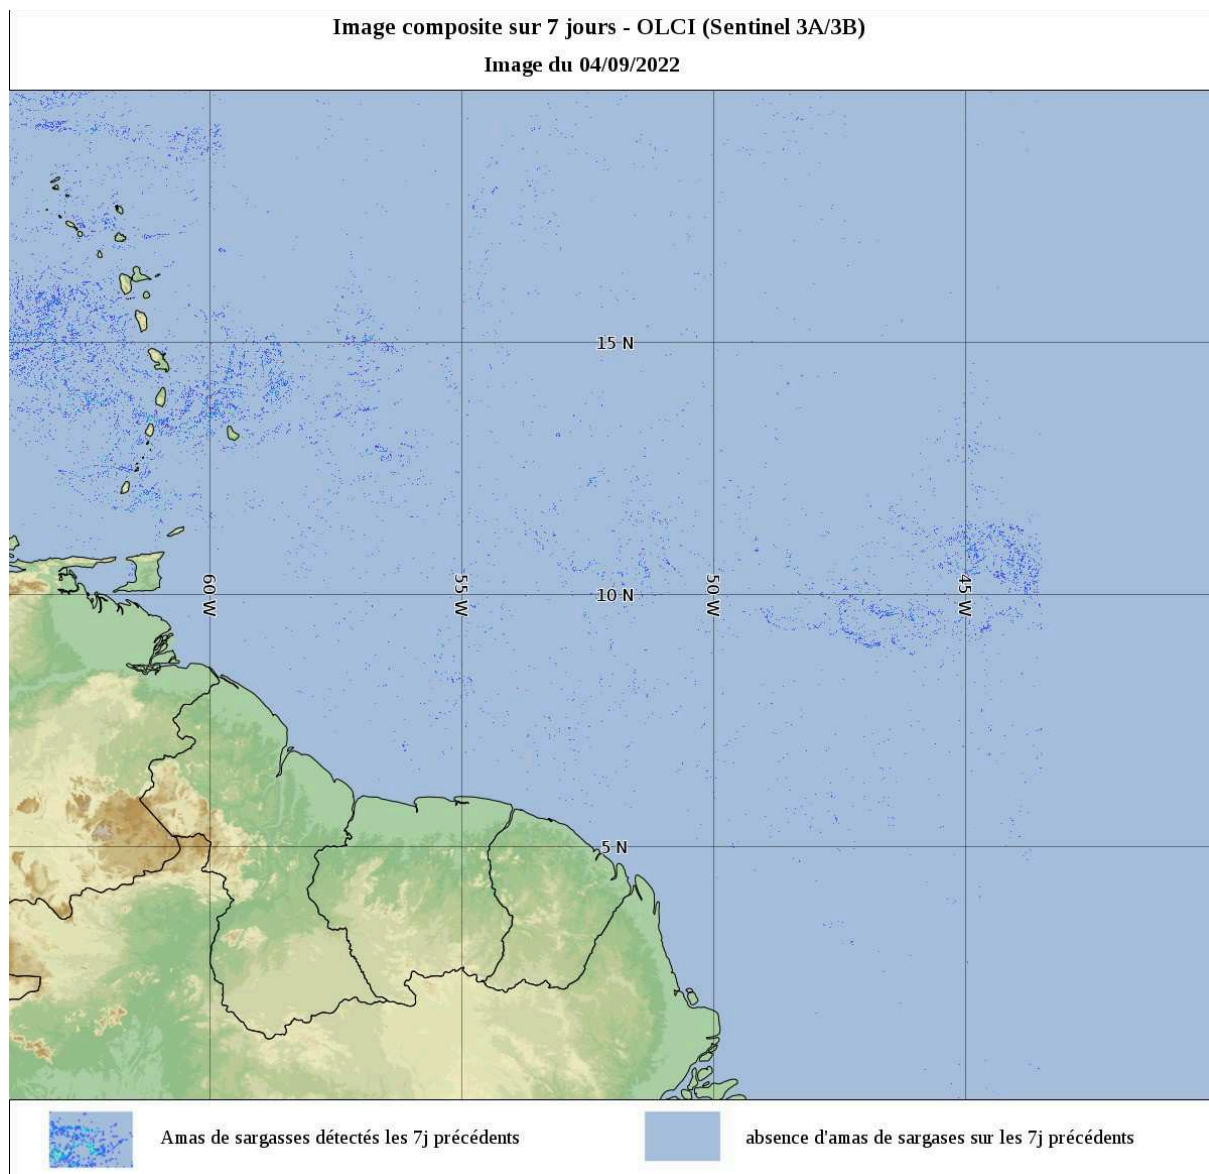 Image composite sur 7 jours - OLCI (Sentinel 3A/3B)
Image du 04/09/2022
15 N
60 W
55 W
10 N
50 W
45 W
5 N
Amas de sargasses détectés les 7j précédents
absence d'amas de sargases sur les 7j précédents